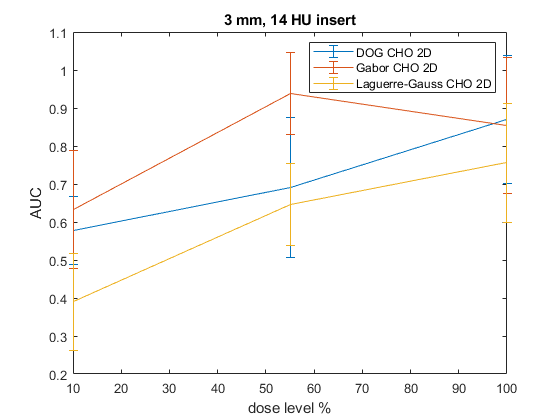 3 mm, 14 HU insert
1.1
1
0.9
0.8
0.7
0.6
0.5
0.4
0.3
0.2
AUC
DOG CHO 2D
Gabor CHO 2D
Laguerre-Gauss CHO 2D
10 20 30 40 50 60 70 80 90 100
dose level %